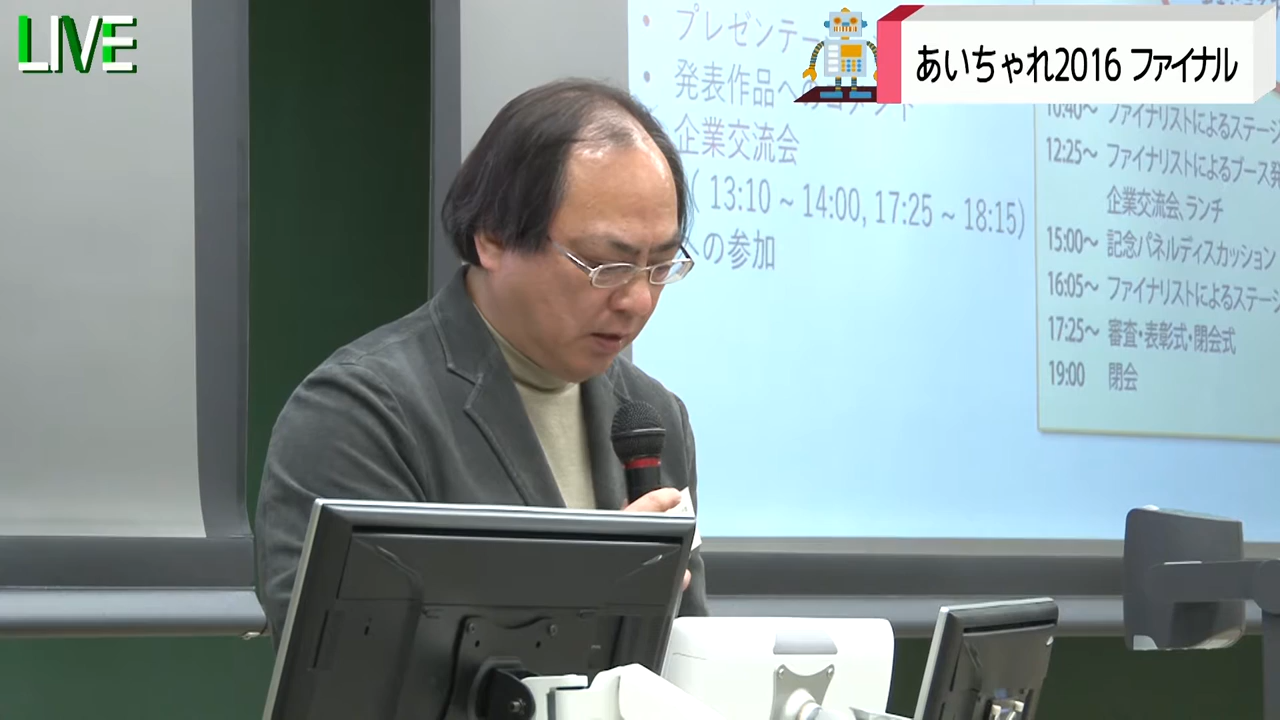 LIVE
あいちゃれ2016 ファイナル
• プレゼンテー
• 発表作品への
企業交流会
( 13:10 ~ 14:00, 17:25 ~ 18:15)
への参加
10:40～ ファイナリストによるステージ
12:25～ ファイナリストによるブース発
企業交流会、ランチ
15:00～ 記念パネルディスカッション
16:05～ ファイナリストによるステージ
17:25～ 審査・表彰式・閉会式
19:00 閉会